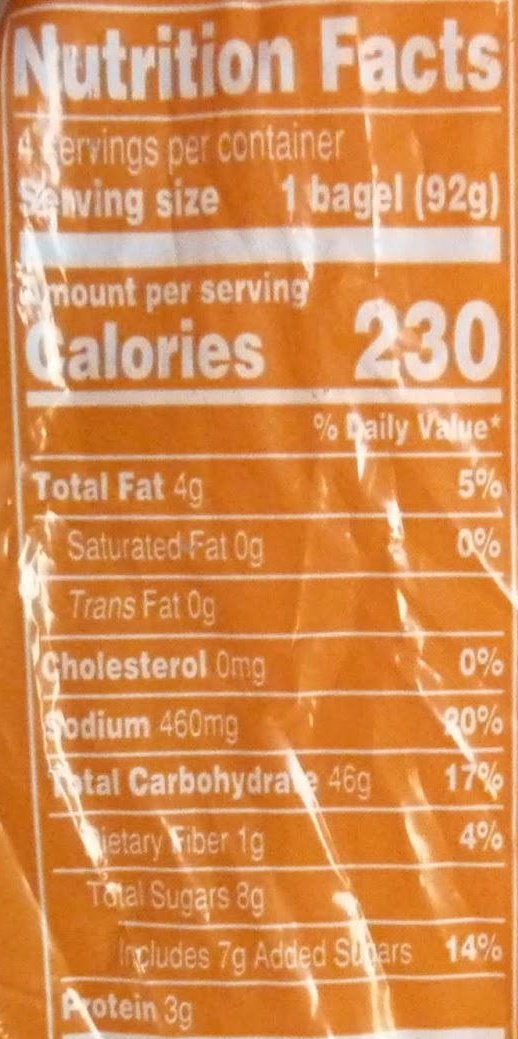 Nutrition Facts
4 servings per container
Serving size 1 bagel (92g)
Amount per serving
Calories 230
% Daily Value*
Total Fat 4g 5%
Saturated Fat 0g 0%
Trans Fat 0g
Cholesterol 0mg 0%
Sodium 460mg 20%
Total Carbohydrate 46g 17%
Dietary Fiber 1g 4%
Total Sugars 8g
Includes 7g Added Sugars 14%
Protein 3g